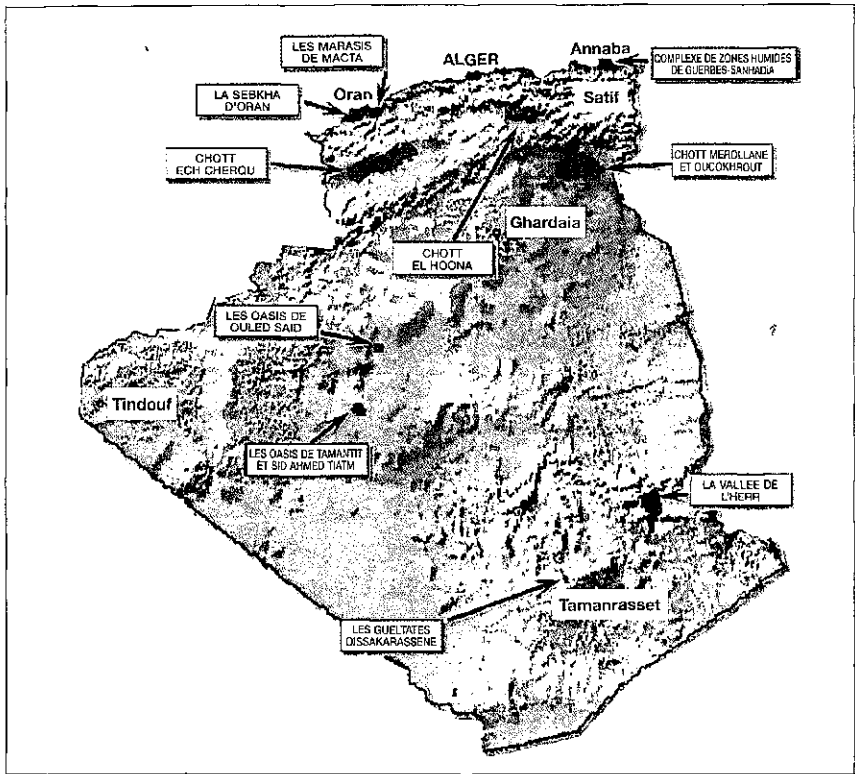 LES MARASIS
DE MACTA
ALGER
Annaba
COMPLEXE DE ZONES HUMIDES
DE GUERBES-SANHADIA
LA SEBKHA
D'ORAN
Oran
Satif
CHOTT
ECH CHERQU
CHOTT MEROLLANE
ET OUCOKHROUT
Ghardaia
CHOTT
EL HOONA
LES OASIS DE
OULED SAID
Tindouf
LES OASIS DE TAMANTIT
ET SID AHMED TIATM
LA VALLEE DE
L'HERR
Tamanrasset
LES GUELTATES
OISSAKARASSENE